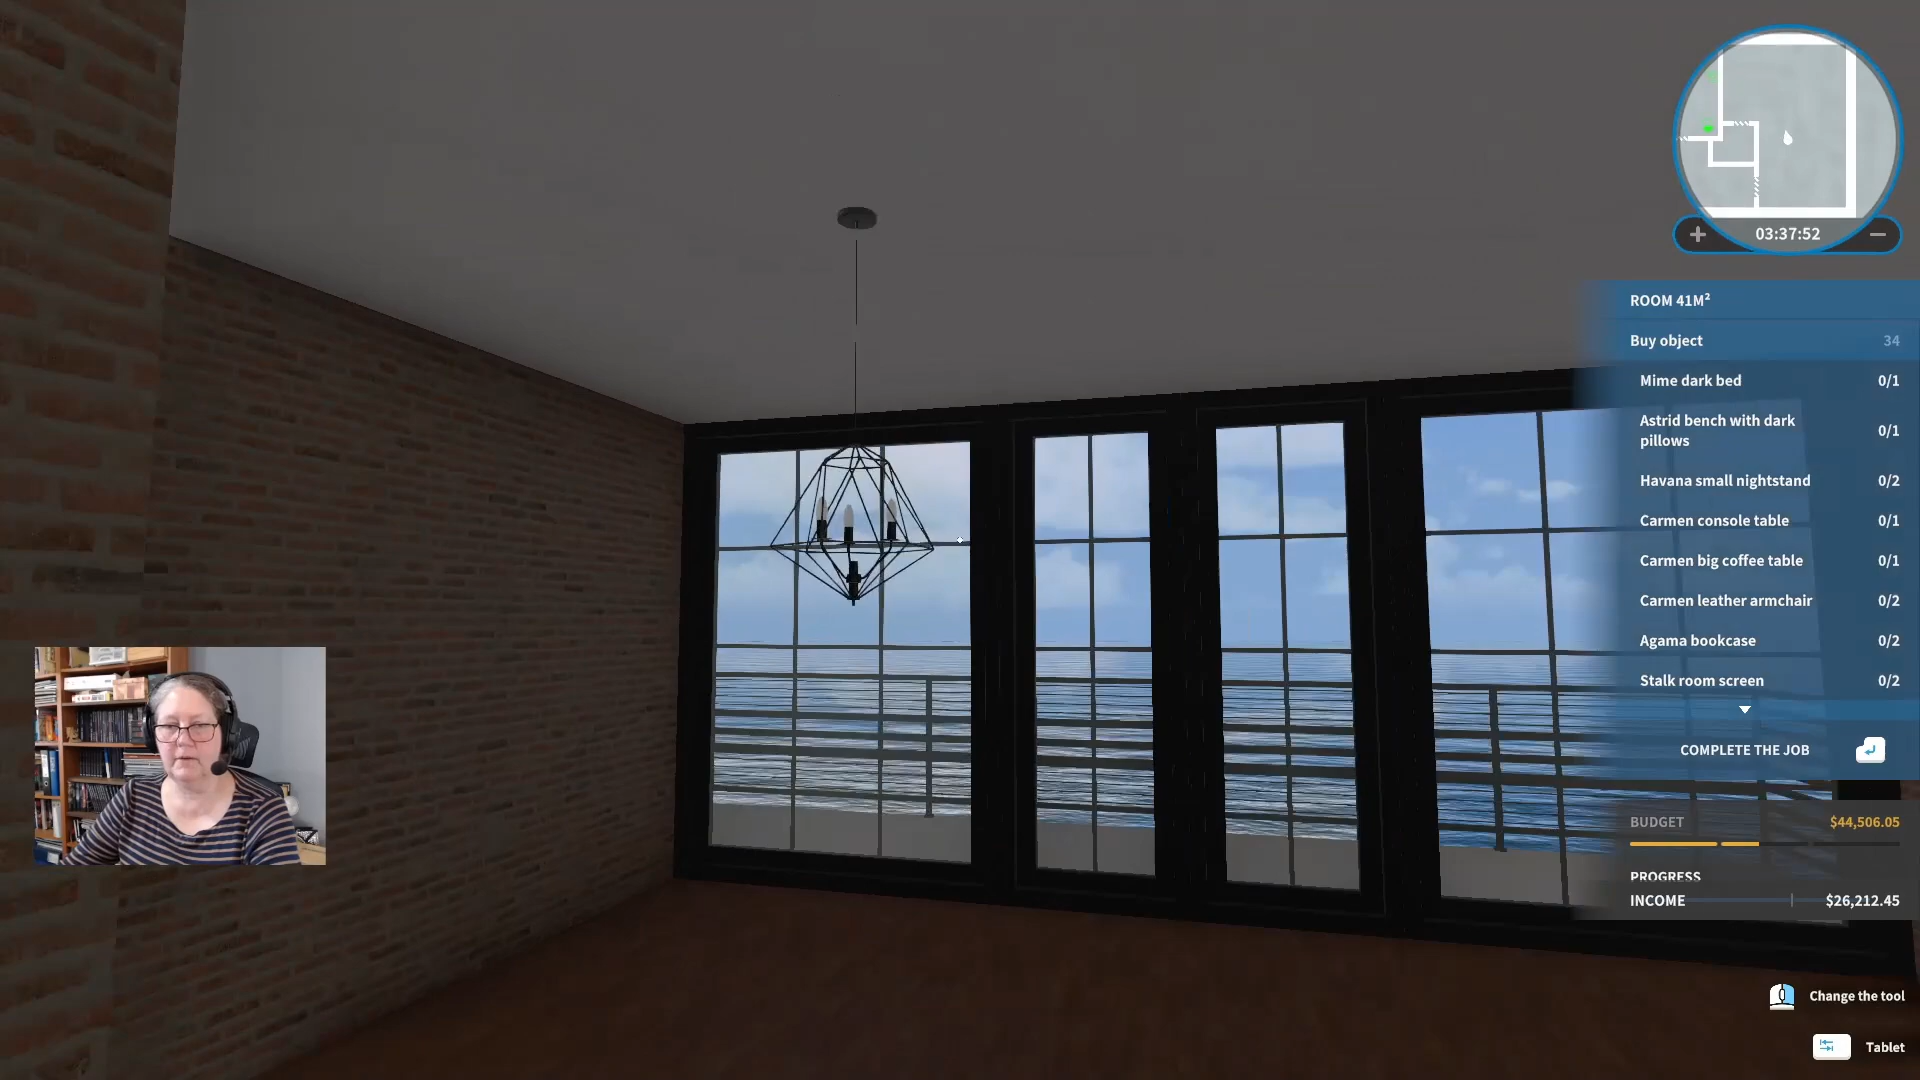 03:37:52
ROOM 41M²
Buy object 34
Mime dark bed 0/1
Astrid bench with dark
pillows 0/1
Havana small nightstand 0/2
Carmen console table 0/1
Carmen big coffee table 0/1
Carmen leather armchair 0/2
Agama bookcase 0/2
Stalk room screen 0/2
COMPLETE THE JOB
BUDGET $44,506.05
PROGRESS
INCOME $26,212.45
Change the tool
Tablet